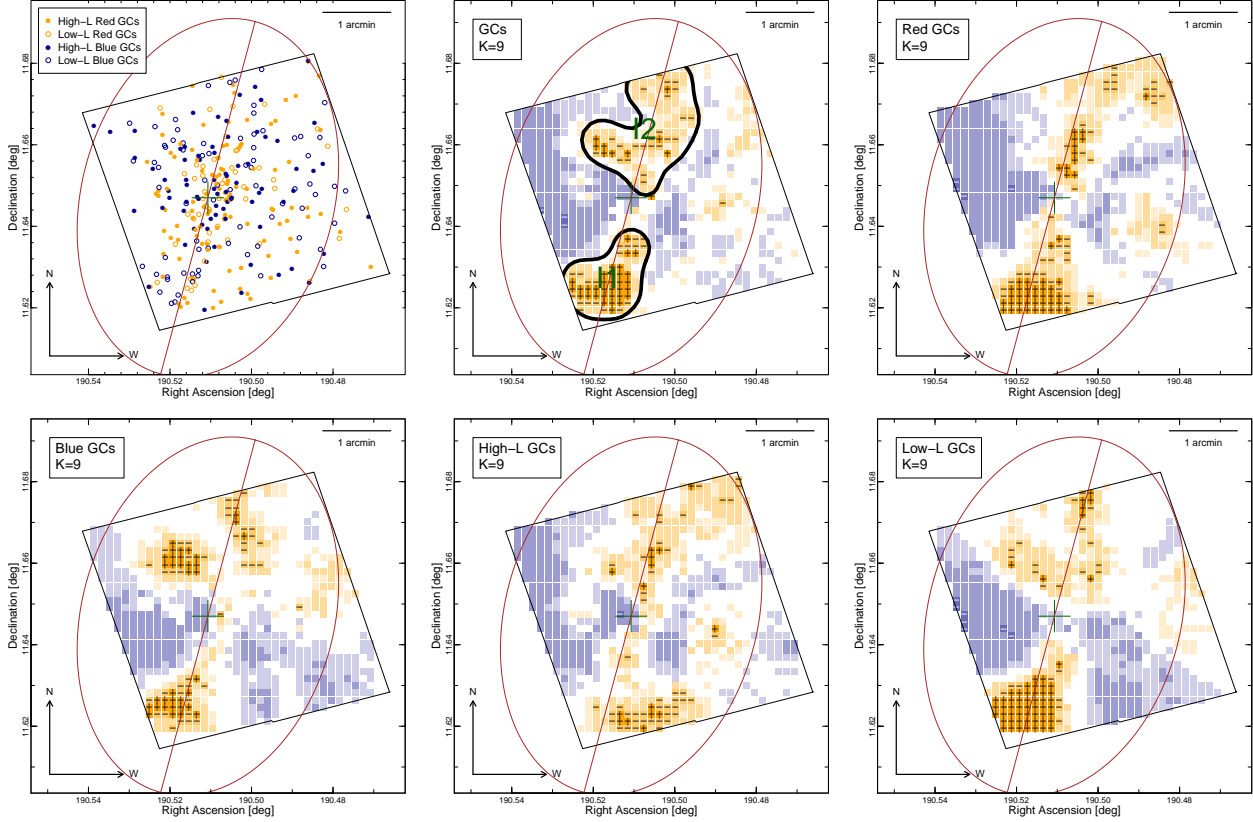 High−L Red GCs
Low−L Red GCs
High−L Blue GCs
Low−L Blue GCs
1 arcmin
N
W
11.62 11.64 11.66 11.68
Declination [deg]
190.54 190.52 190.50 190.48
Right Ascension [deg]
GCs
K=9
1 arcmin
I2
I1
N
W
11.62 11.64 11.66 11.68
Declination [deg]
190.54 190.52 190.50 190.48
Right Ascension [deg]
Red GCs
K=9
1 arcmin
N
W
11.62 11.64 11.66 11.68
Declination [deg]
190.54 190.52 190.50 190.48
Right Ascension [deg]
Blue GCs
K=9
1 arcmin
N
W
11.62 11.64 11.66 11.68
Declination [deg]
190.54 190.52 190.50 190.48
Right Ascension [deg]
High−L GCs
K=9
1 arcmin
N
W
11.62 11.64 11.66 11.68
Declination [deg]
190.54 190.52 190.50 190.48
Right Ascension [deg]
Low−L GCs
K=9
1 arcmin
N
W
11.62 11.64 11.66 11.68
Declination [deg]
190.54 190.52 190.50 190.48
Right Ascension [deg]